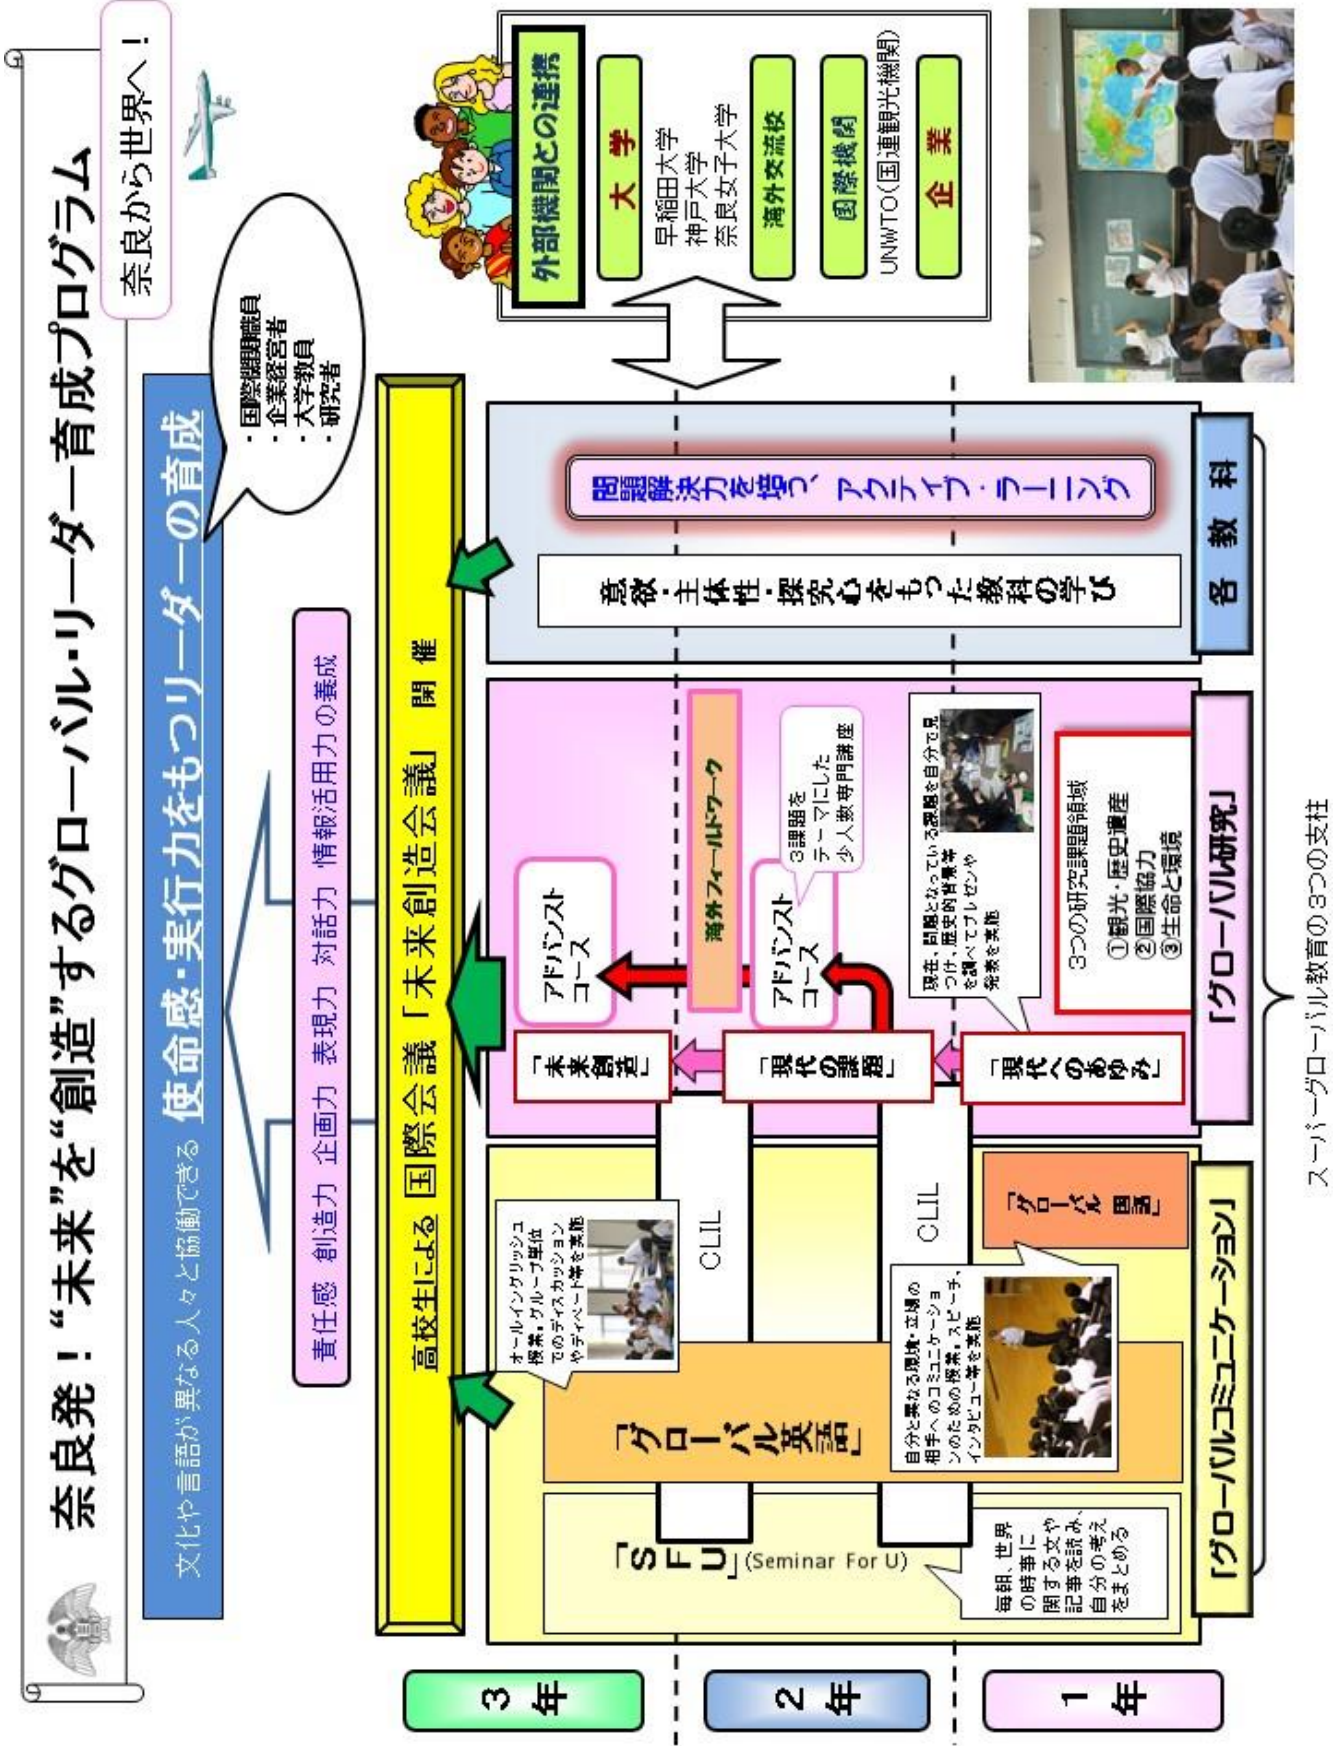 奈良発！“未来”を“創造”するグローバル・リーダー育成プログラム
奈良から世界へ！
文化や言語が異なる人々と協働できる 使命感・実行力をもつリーダーの育成
・国際機関職員
・企業経営者
・大学教員
・研究者
責任感 創造力 企画力 表現力 対話力 情報活用力の養成
高校生による 国際会議「未来創造会議」 開催
外部機関との連携
大学
早稲田大学
神戸大学
奈良女子大学
海外交流校
国際機関
UNWTO(国連観光機関)
企業
3年
2年
1年
「SFU」(Seminar For U)
毎朝、世界
の時事に
関する文や
記事を読み、
自分の考え
をまとめる
「グローバル英語」
オールイングリッシュ
授業。グループ単位
でのディスカッション
やディベート等を実施
CLIL
CLIL
自分と異なる環境・立場の
相手へのコミュニケーショ
ンのための授業。スピーチ、
インタビュー等を実施
「グローバル
国語」
「グローバルコミュニケーション」
「未来
創造」
「現代の
課題」
「現代への
あゆみ」
アドバンスト
コース
海外フィールドワーク
アドバンスト
コース
3課題を
テーマにした
少人数専門講座
現在、問題となっている課題を自分で見
つけ、歴史的背景等
を調べてプレゼンや
発表を実施
3つの研究課題領域
①観光・歴史遺産
②国際協力
③生命と環境
「グローバル研究」
意欲・主体性・探究心をもった教科の学び
問題解決力を培う、アクティブ・ラーニング
各教科
スーパーグローバル教育の3つの支柱